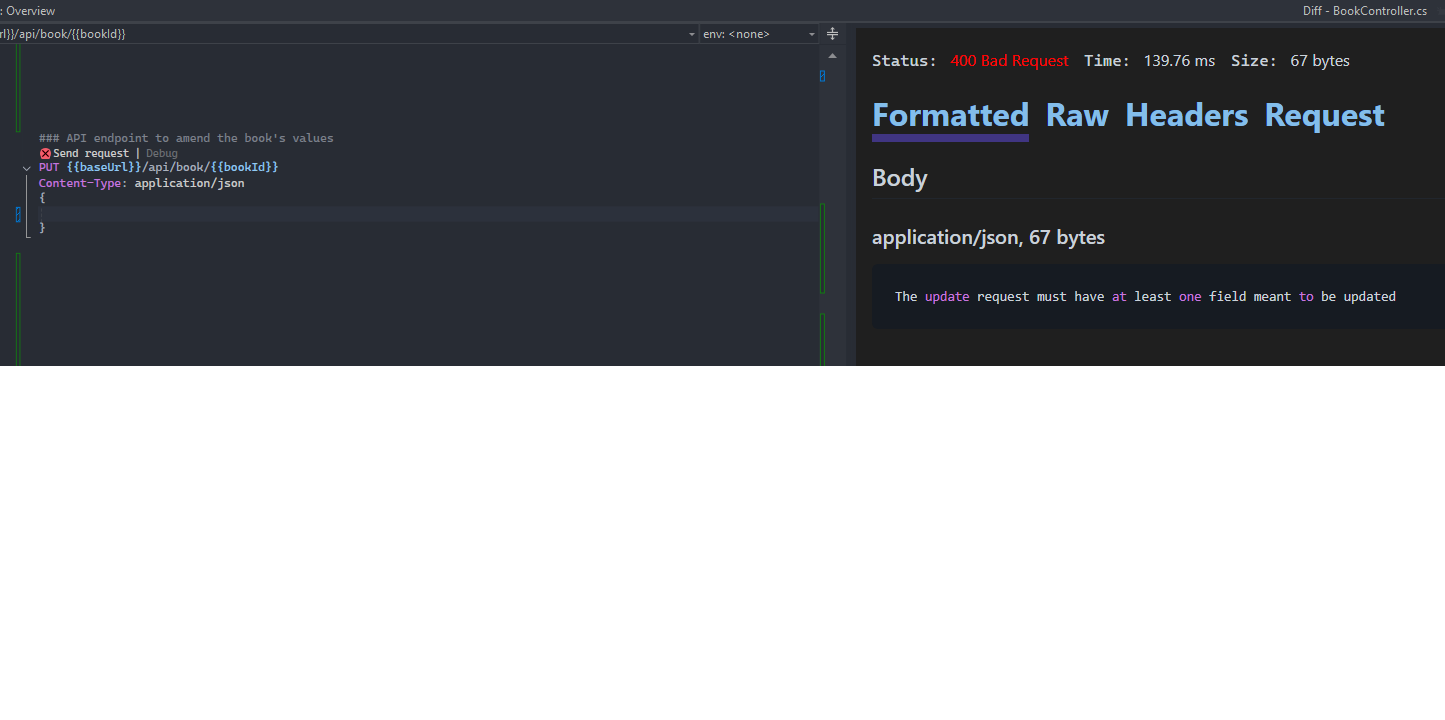 : Overview
Diff - BookController.cs
rl}}/api/book/{{bookId}}
env: <none>
### API endpoint to amend the book's values
Send request | Debug
PUT {{baseUrl}}/api/book/{{bookId}}
Content-Type: application/json
{
}
Status: 400 Bad Request Time: 139.76 ms Size: 67 bytes
Formatted Raw Headers Request
Body
application/json, 67 bytes
The update request must have at least one field meant to be updated